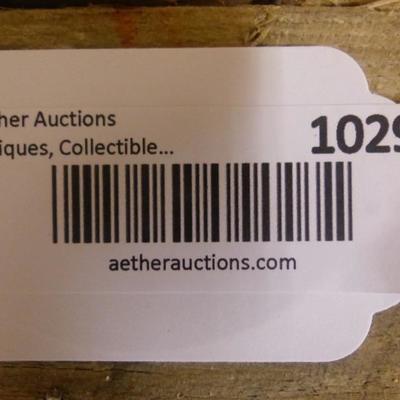 her Auctions 1029
iques, Collectible...
aetherauctions.com